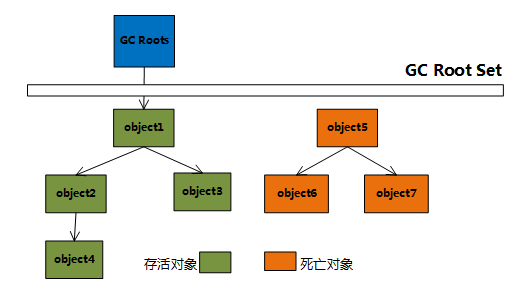 GC Roots
GC Root Set
object1
object5
object2
object3
object6
object7
object4
存活对象
死亡对象